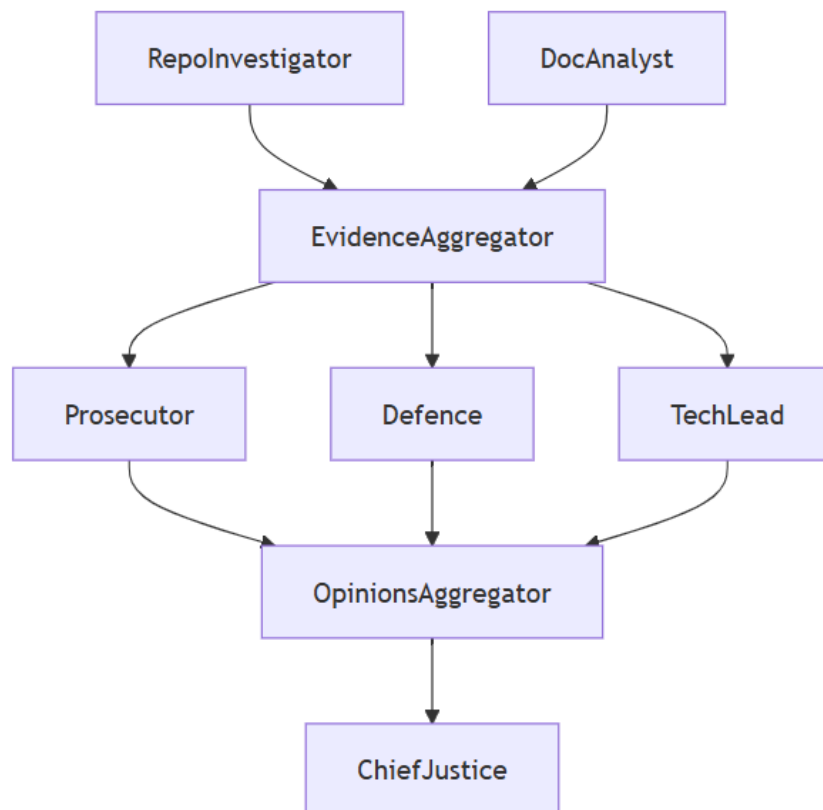 RepoInvestigator
DocAnalyst
EvidenceAggregator
Prosecutor
Defence
TechLead
OpinionsAggregator
ChiefJustice